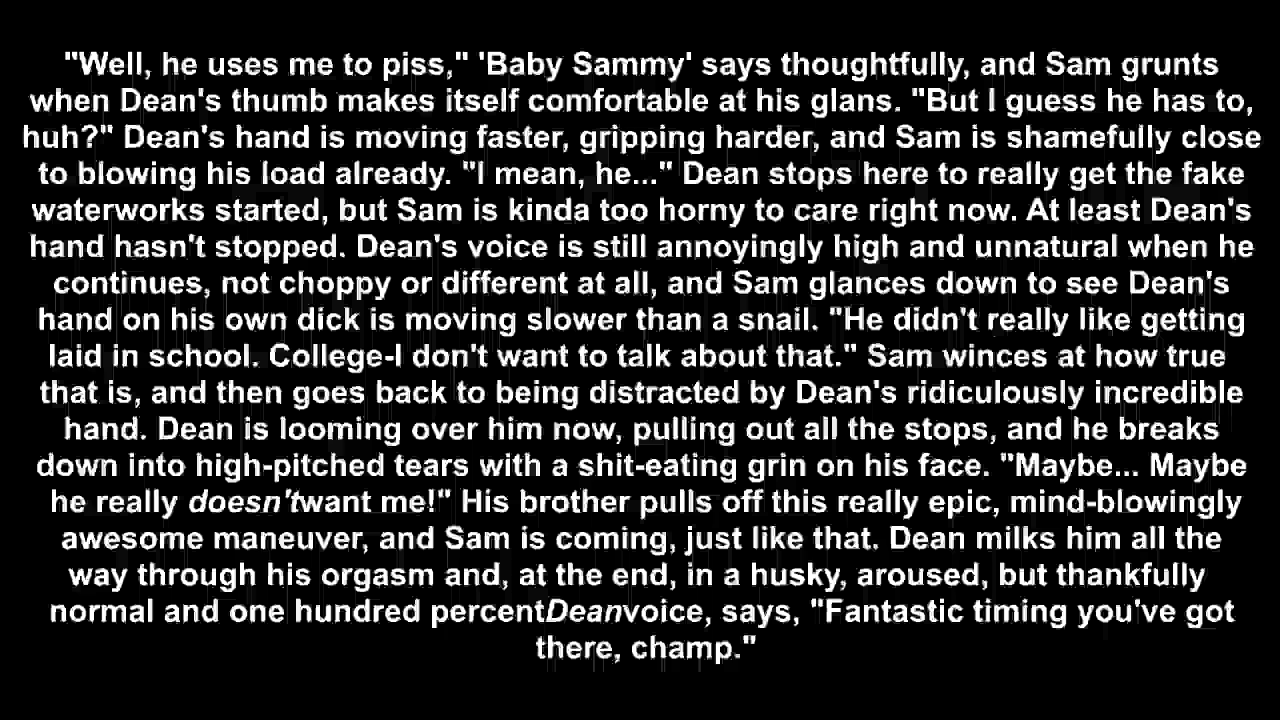 "Well, he uses me to piss," 'Baby Sammy' says thoughtfully, and Sam grunts
when Dean's thumb makes itself comfortable at his glans. "But I guess he has to,
huh?" Dean's hand is moving faster, gripping harder, and Sam is shamefully close
to blowing his load already. "I mean, he..." Dean stops here to really get the fake
waterworks started, but Sam is kinda too horny to care right now. At least Dean's
hand hasn't stopped. Dean's voice is still annoyingly high and unnatural when he
continues, not choppy or different at all, and Sam glances down to see Dean's
hand on his own dick is moving slower than a snail. "He didn't really like getting
laid in school. College-I don't want to talk about that." Sam winces at how true
that is, and then goes back to being distracted by Dean's ridiculously incredible
hand. Dean is looming over him now, pulling out all the stops, and he breaks
down into high-pitched tears with a shit-eating grin on his face. "Maybe... Maybe
he really doesn'twant me!" His brother pulls off this really epic, mind-blowingly
awesome maneuver, and Sam is coming, just like that. Dean milks him all the
way through his orgasm and, at the end, in a husky, aroused, but thankfully
normal and one hundred percentDeanvoice, says, "Fantastic timing you've got
there, champ."